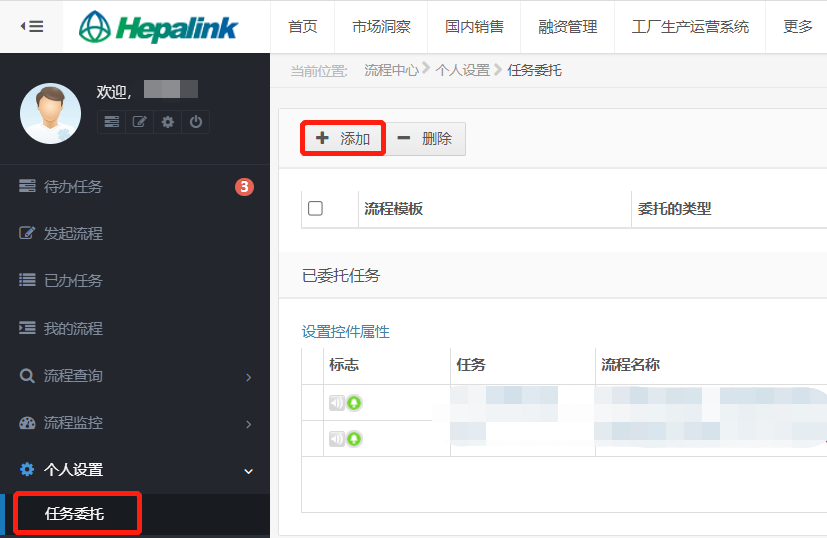 Hepalink
首页
市场洞察
国内销售
融资管理
工厂生产运营系统
更多
当前位置: 流程中心 个人设置 任务委托
欢迎,
待办任务 3
发起流程
已办任务
我的流程
流程查询
流程监控
个人设置
任务委托
添加
删除
流程模板
委托的类型
已委托任务
设置控件属性
标志
任务
流程名称